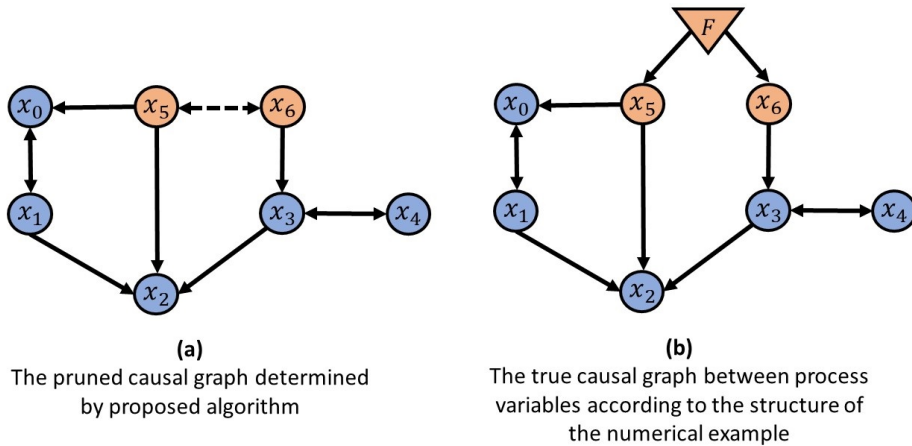 F
x₀ x₅ x₆ x₀ x₅ x₆
x₁ x₃ x₄ x₁ x₃ x₄
x₂ x₂
(a)
The pruned causal graph determined
by proposed algorithm
(b)
The true causal graph between process
variables according to the structure of
the numerical example